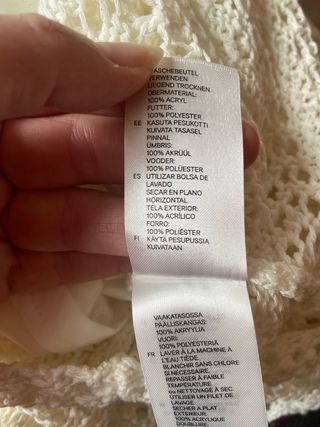 WASCHEBEUTEL
VERWENDEN
LIEGEND TROCKNEN
OBERMATERIAL:
100% ACRYL
FUTTER:
100% POLYESTER
EE KASUTA PESUKOTTI
KUIVATA TASASEL
PINNAL
ÜMBRIS:
100% AKRÜÜL
VOODER:
100% POLÜESTER
ES UTILIZAR BOLSA DE
LAVADO
SECAR EN PLANO
HORIZONTAL
TELA EXTERIOR:
100% ACRÍLICO
FORRO:
100% POLIÉSTER
FI KÄYTÄ PESUPUSSIA
KUIVATAAN
VAAKATASOSSA
PÄÄLLISKANGAS:
100% AKRYYLIA
VUORI:
100% POLYESTERIÄ
FR LAVER À LA MACHINE À
L'EAU TIÈDE.
BLANCHIR SANS CHLORE
SI NÉCESSAIRE.
REPASSER À FAIBLE
TEMPÉRATURE.
ou NETTOYAGE À SEC.
UTILISER UN FILET DE
LAVAGE
SÉCHER À PLAT
EXTÉRIEUR
100% ACRYLIQUE
DOUBLURE